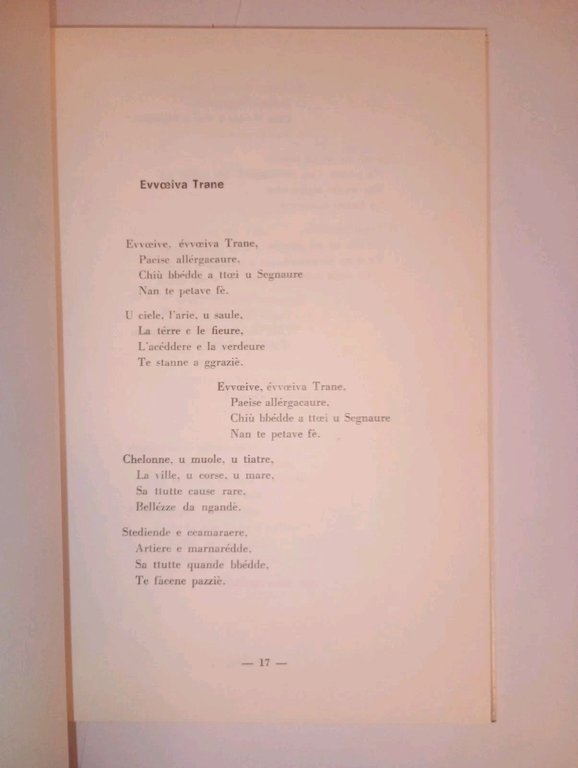 Evvœiva Trane
Evvœive, évvœiva Trane,
Paeise allérgacaure,
Chiù bbédde a ttœi u Segnaure
Nan te petave fè.
U ciele, l'arie, u saule,
La térre e le fieure,
L'acéddere e la verdeure
Te stanne a ggraziè.
Evvœive, évvœiva Trane,
Paeise allérgacaure,
Chiù bbédde a ttœi u Segnaure
Nan te petave fè.
Chelonne, u muole, u tiatre,
La ville, u corse, u mare,
Sa ttutte cause rare,
Bellézze da ngandè.
Stediende e ccamaraere,
Artiere e marnarédde,
Sa ttutte quande bbédde,
Te fàcene pazziè.
— 17 —